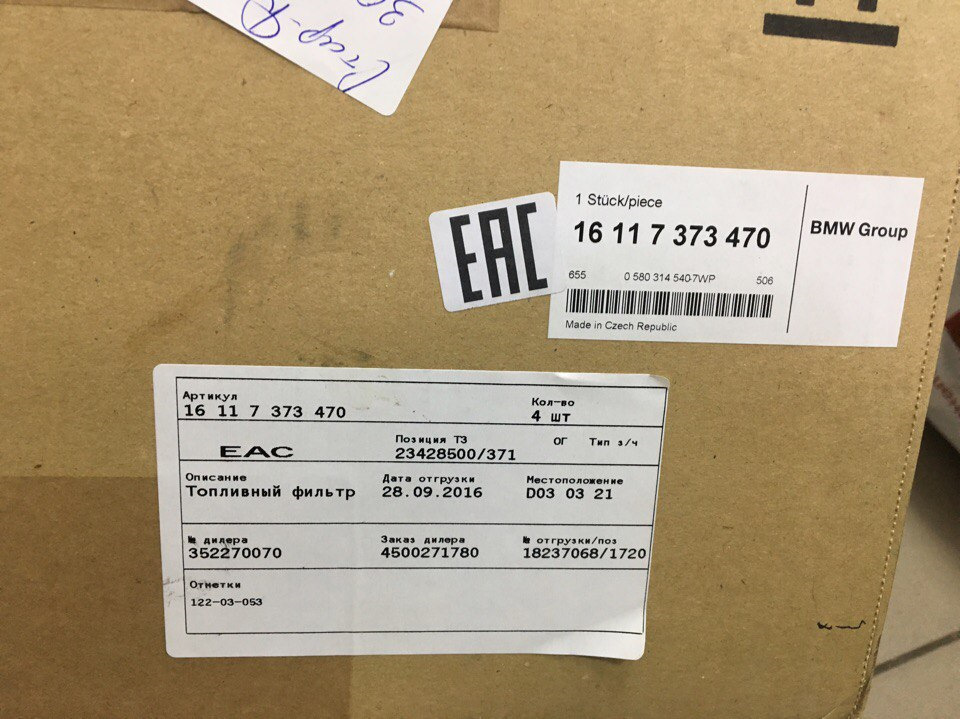 EAC
1 Stück/piece
16 11 7 373 470
BMW Group
655 0 580 314 540-7WP 506
Made in Czech Republic
Артикул Кол-во
16 11 7 373 470 4 шт
EAC Позиция ТЗ ОГ Тип з/ч
23428500/371
Описание Дата отгрузки Местоположение
Топливный фильтр 28.09.2016 D03 03 21
№ дилера Заказ дилера № отгрузки/поз
352270070 4500271780 18237068/1720
Отметки
122-03-053